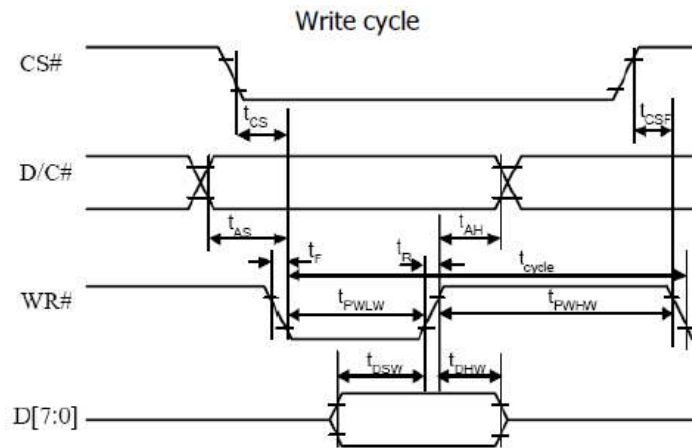 Write cycle
CS#
tCS
tCSF
D/C#
tAS
tAH
tF
tR
tcycle
WR#
tPWLW
tPWHW
tDSW
tDHW
D[7:0]